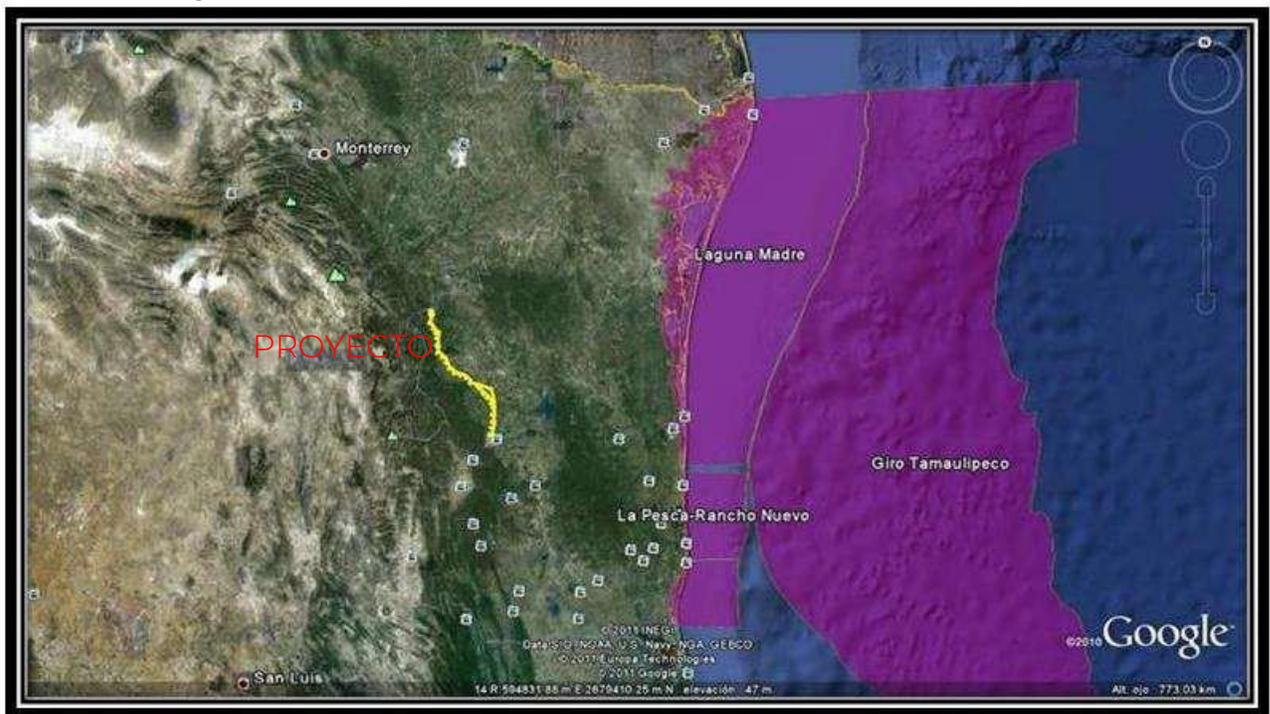 Monterrey
Laguna Madre
PROYECTO
Giro Tamaulipeco
La Pesca-Rancho Nuevo
© 2011 INEGI
Data SIO, NOAA, U.S. Navy, NGA, GEBCO
© 2011 Europa Technologies
© 2011 Google
©2010 Google
San Luis
14 R 594831.86 m E 2679410.25 m N elevación 47 m
Alt. ojo 773.03 km